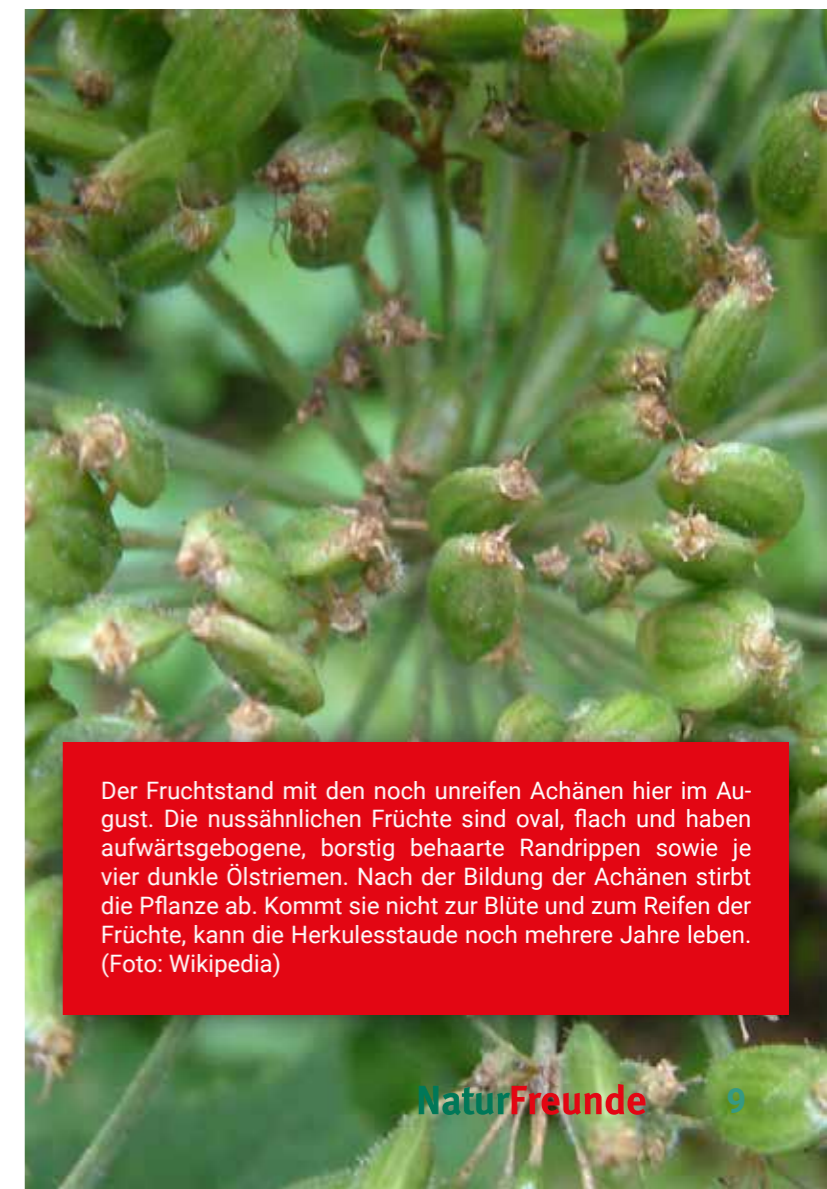 Der Fruchtstand mit den noch unreifen Achänen hier im Au-
gust. Die nussähnlichen Früchte sind oval, flach und haben
aufwärtsgebogene, borstig behaarte Randrippen sowie je
vier dunkle Ölstriemen. Nach der Bildung der Achänen stirbt
die Pflanze ab. Kommt sie nicht zur Blüte und zum Reifen der
Früchte, kann die Herkulesstaude noch mehrere Jahre leben.
(Foto: Wikipedia)
NaturFreunde 9